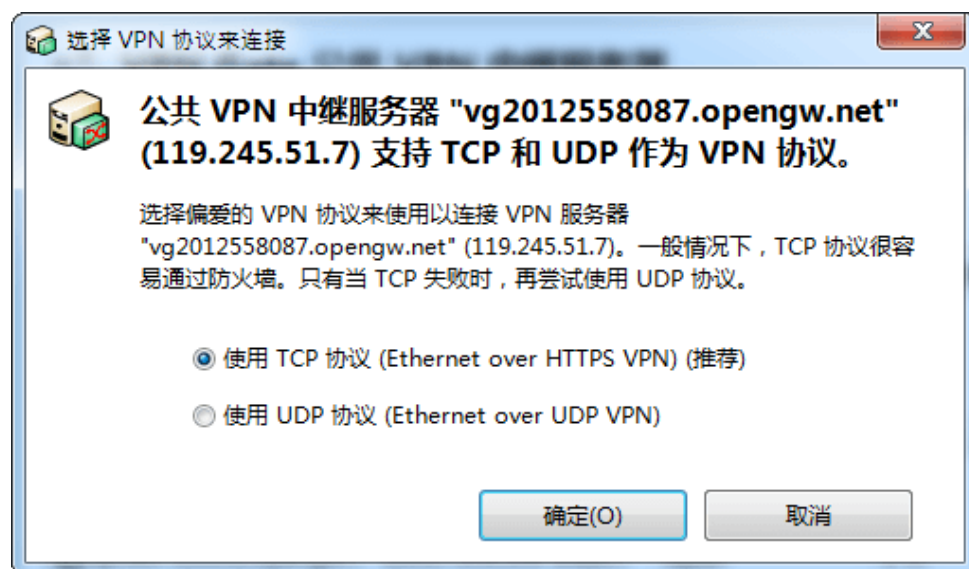 选择 VPN 协议来连接
公共 VPN 中继服务器 "vg2012558087.opengw.net"
(119.245.51.7) 支持 TCP 和 UDP 作为 VPN 协议。
选择偏爱的 VPN 协议来使用以连接 VPN 服务器
"vg2012558087.opengw.net" (119.245.51.7)。一般情况下，TCP 协议很容
易通过防火墙。只有当 TCP 失败时，再尝试使用 UDP 协议。
使用 TCP 协议 (Ethernet over HTTPS VPN) (推荐)
使用 UDP 协议 (Ethernet over UDP VPN)
确定(O)
取消